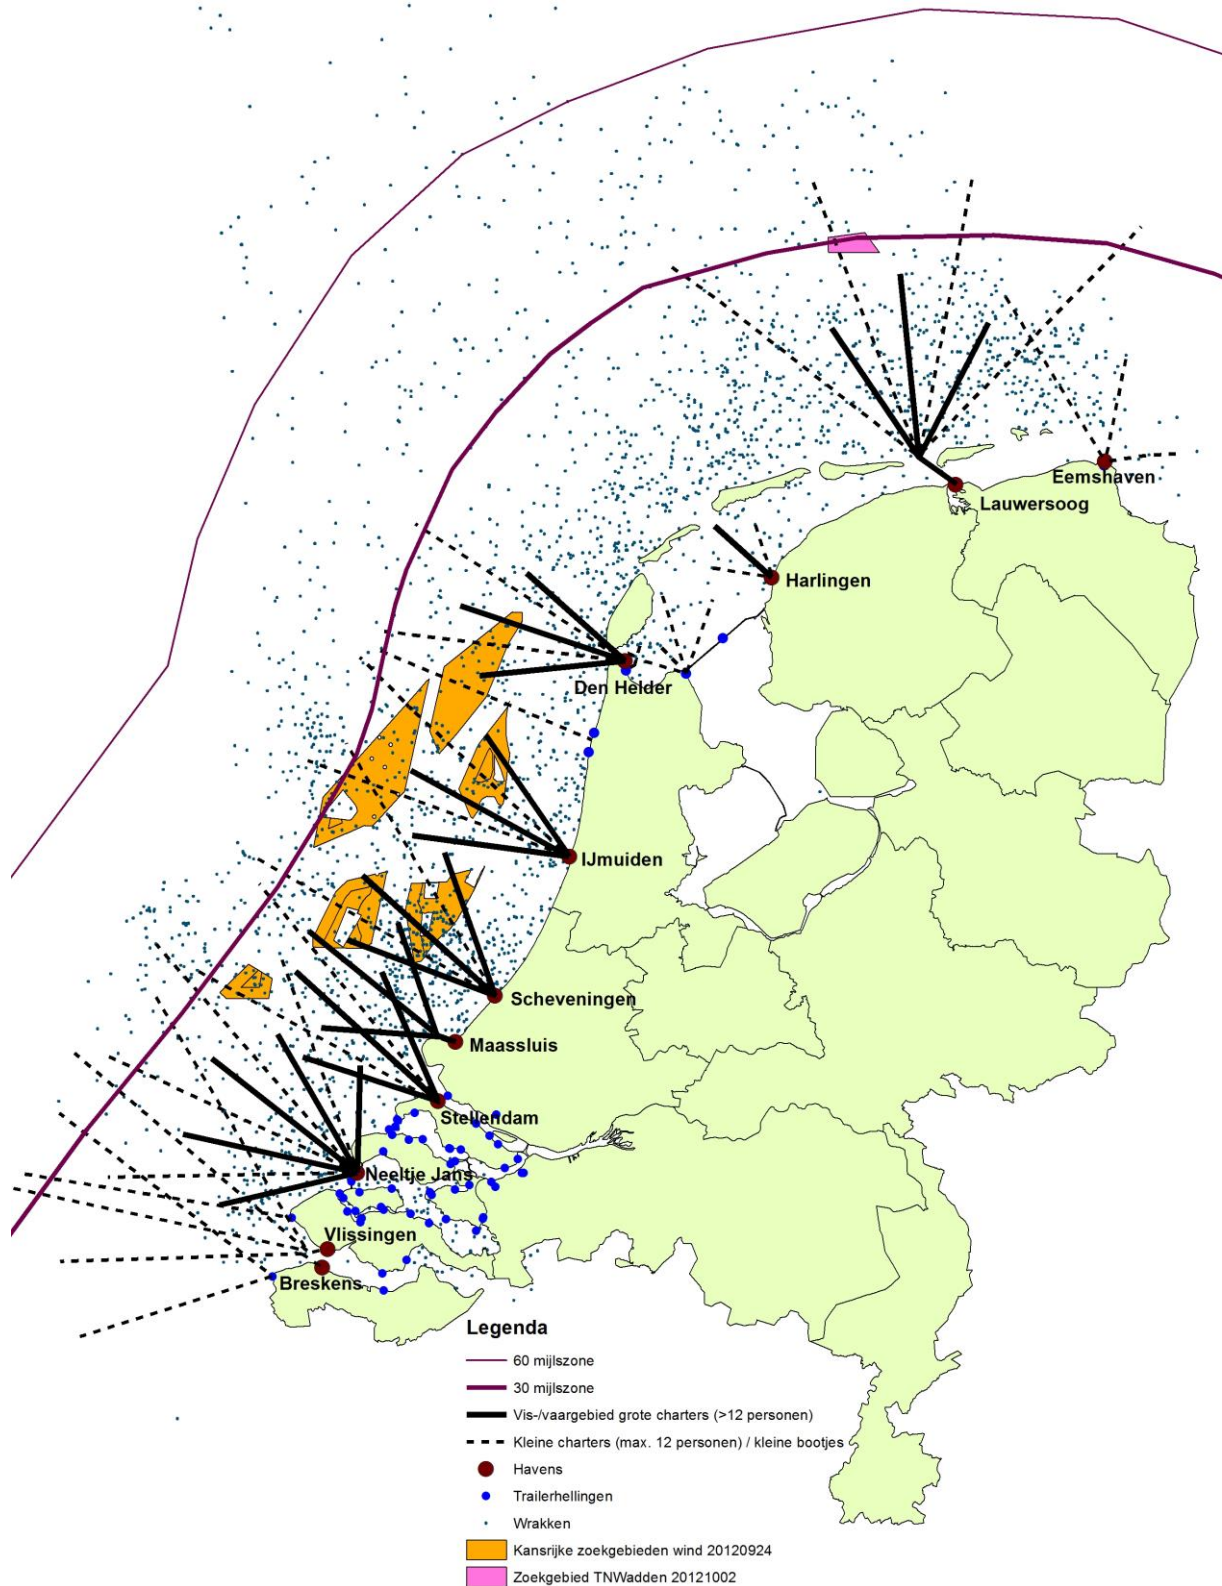 Eemshaven
Lauwersoog
Harlingen
Den Helder
IJmuiden
Scheveningen
Maassluis
Stellendam
Neeltje Jans
Vlissingen
Breskens
Legenda
60 mijlszone
30 mijlszone
Vis-/vaargebied grote charters (>12 personen)
Kleine charters (max. 12 personen) / kleine bootjes
Havens
Trailerhellingen
Wrakken
Kansrijke zoekgebieden wind 20120924
Zoekgebied TNWadden 20121002